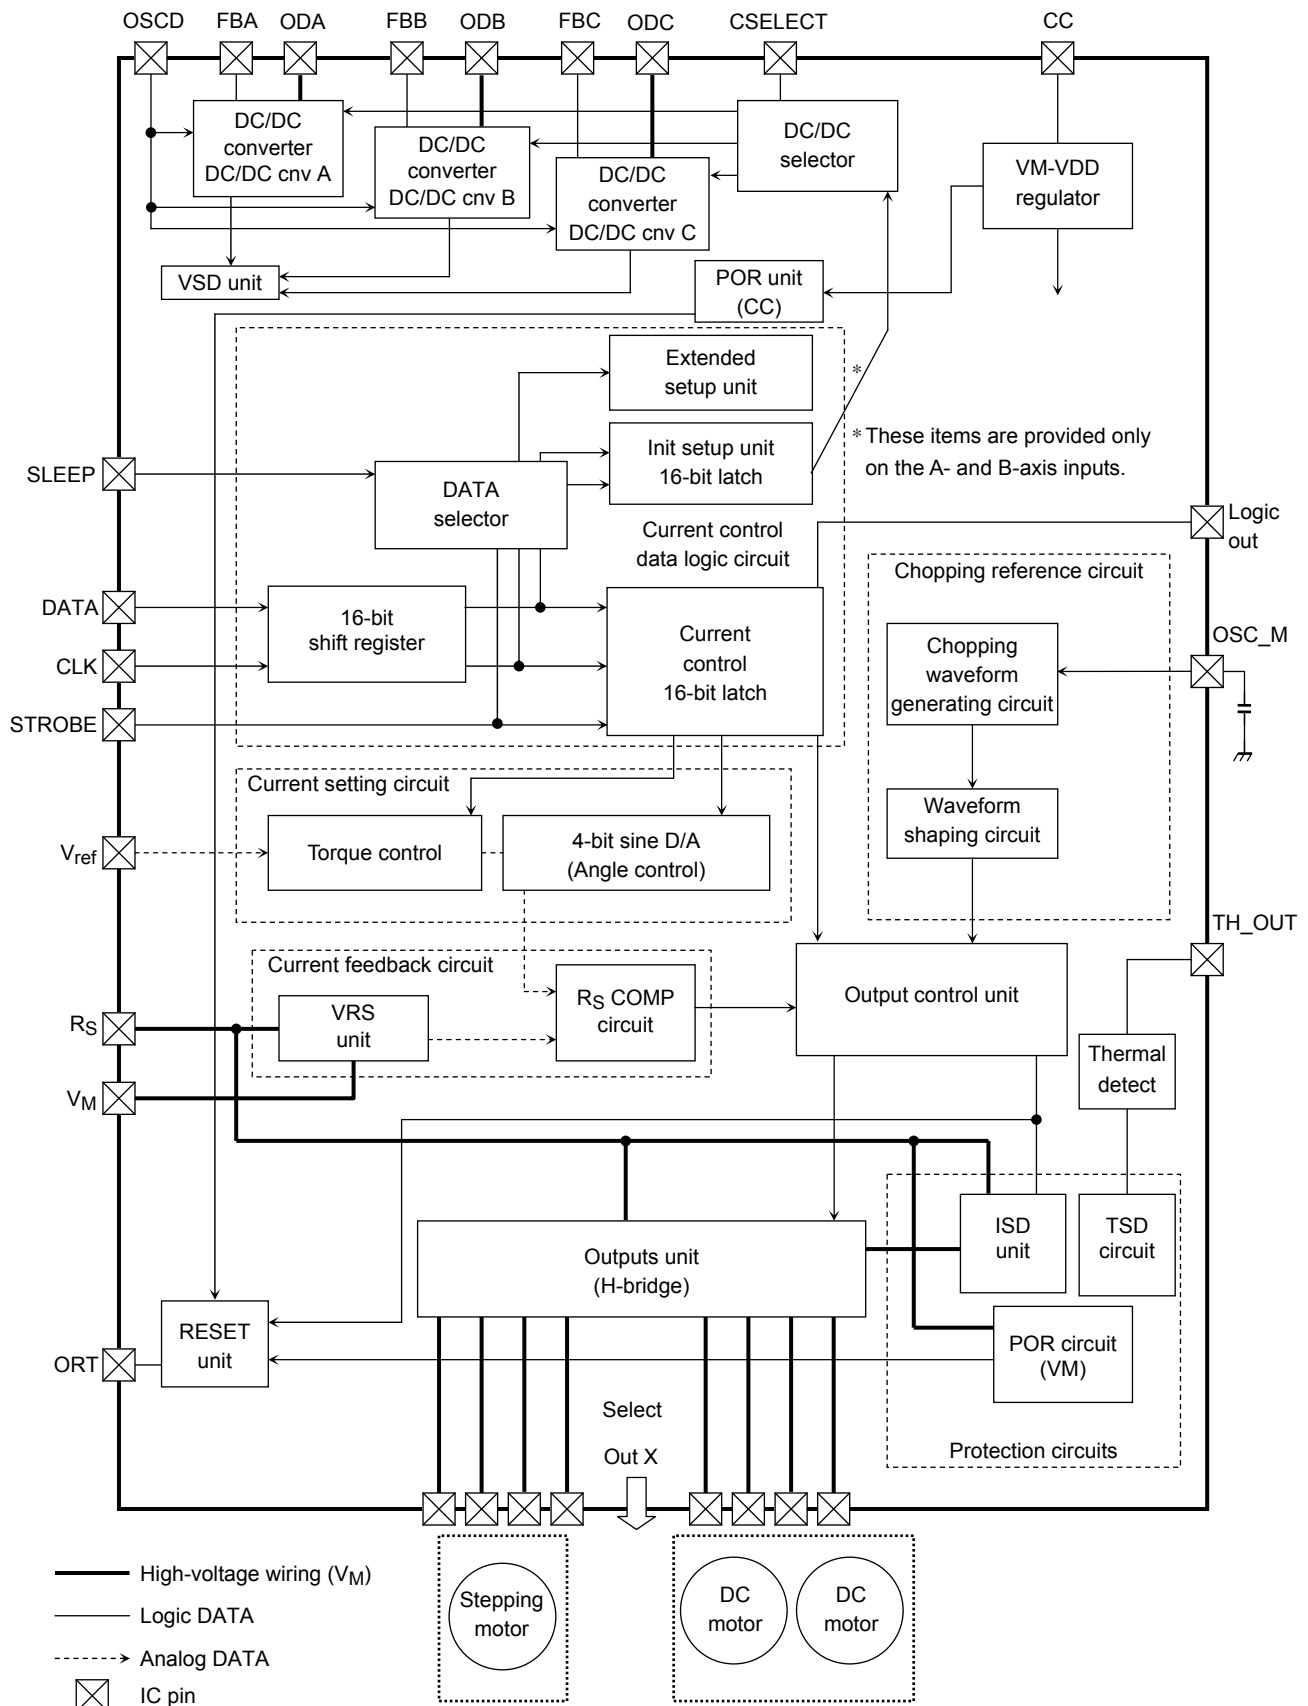 OSCD FBA ODA FBB ODB FBC ODC CSELECT CC
DC/DC
converter
DC/DC cnv A
DC/DC
converter
DC/DC cnv B
DC/DC
converter
DC/DC cnv C
DC/DC
selector
VM-VDD
regulator
VSD unit
POR unit
(CC)
Extended
setup unit
*
* These items are provided only
on the A- and B-axis inputs.
Init setup unit
16-bit latch
SLEEP
DATA
selector
Current control
data logic circuit
Logic
out
Chopping reference circuit
DATA
16-bit
shift register
CLK
STROBE
Current
control
16-bit latch
Chopping
waveform
generating circuit
OSC_M
Current setting circuit
Waveform
shaping circuit
Vref
Torque control
4-bit sine D/A
(Angle control)
TH_OUT
Current feedback circuit
RS COMP
circuit
Output control unit
RS
VRS
unit
VM
Thermal
detect
ISD
unit
TSD
circuit
Outputs unit
(H-bridge)
RESET
unit
ORT
POR circuit
(VM)
Select
Out X
Protection circuits
High-voltage wiring (VM)
Logic DATA
Analog DATA
IC pin
Stepping
motor
DC
motor
DC
motor